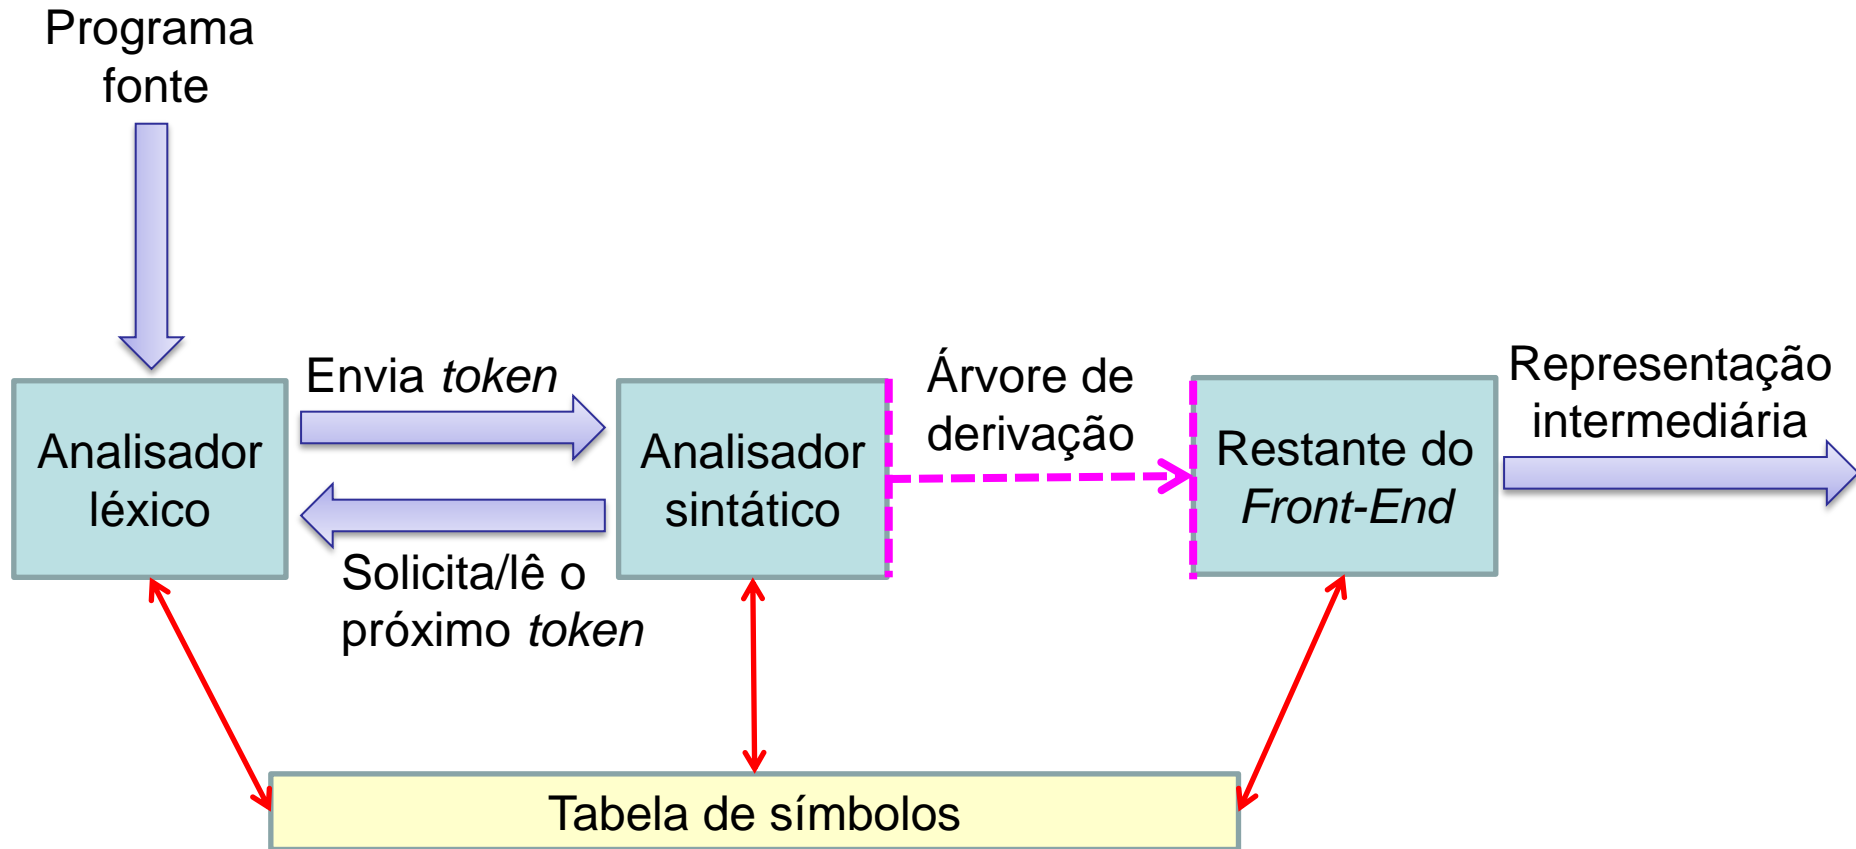 Programa
fonte
Envia token
Analisador
léxico
Solicita/lê o
próximo token
Analisador
sintático
Árvore de
derivação
Restante do
Front-End
Representação
intermediária
Tabela de símbolos